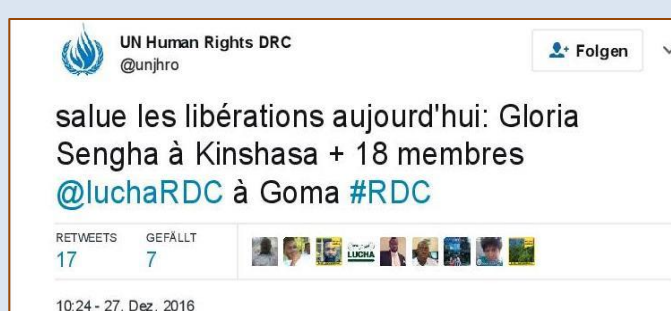 UN Human Rights DRC
@unjhro
Folgen
salue les libérations aujourd'hui: Gloria
Sengha à Kinshasa + 18 membres
@luchaRDC à Goma #RDC
RETWEETS GEFÄLLT
17 7
LUCHA
10:24 - 27. Dez. 2016